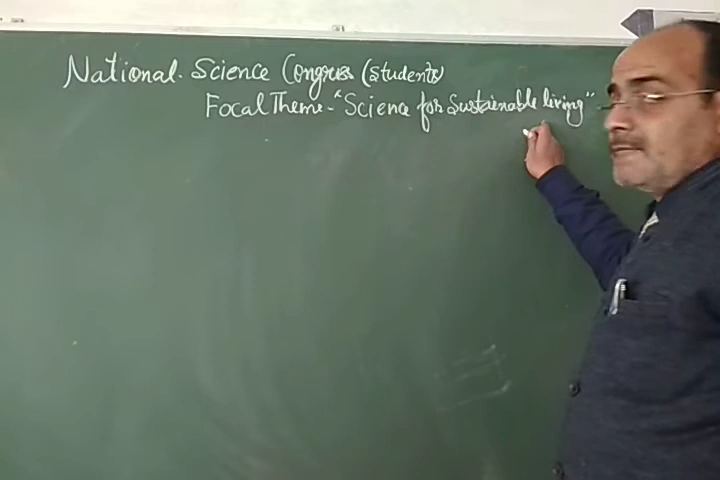 National. Science Congress (students)
Focal Theme - "Science for Sustainable living"